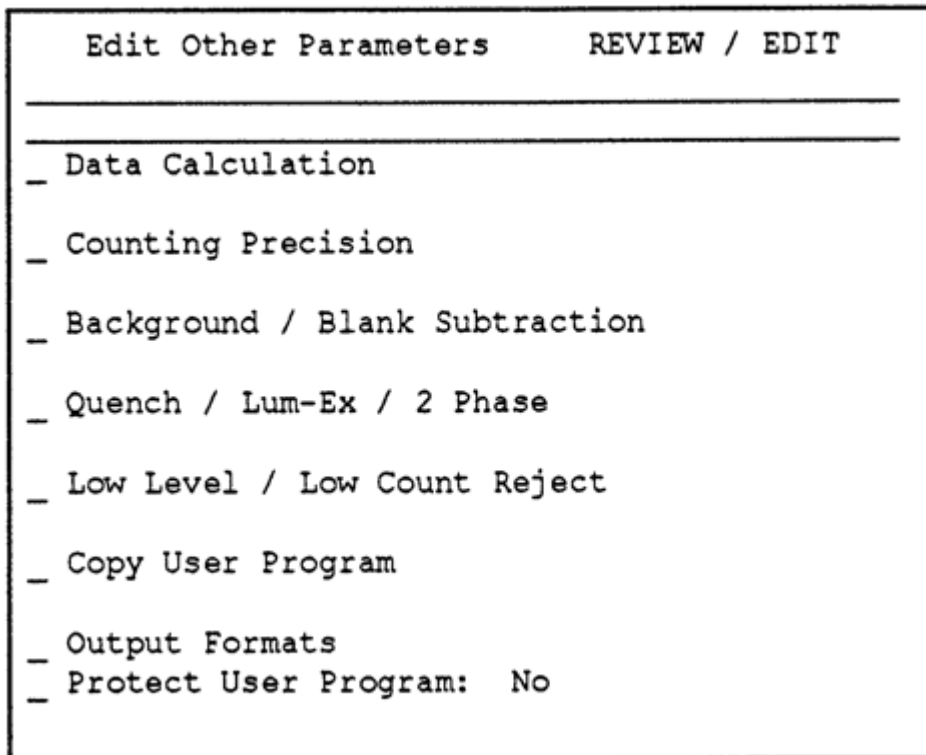 Edit Other Parameters REVIEW / EDIT
_ Data Calculation
_ Counting Precision
_ Background / Blank Subtraction
_ Quench / Lum-Ex / 2 Phase
_ Low Level / Low Count Reject
_ Copy User Program
_ Output Formats
_ Protect User Program: No